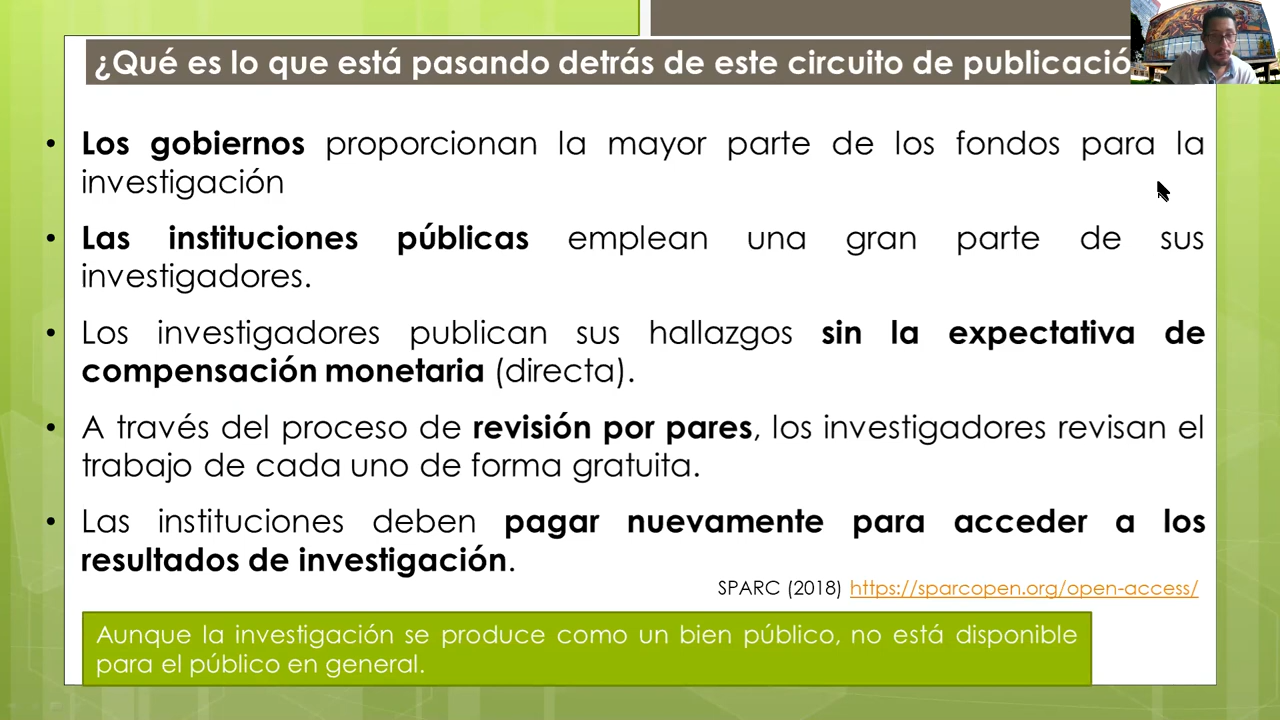 ¿Qué es lo que está pasando detrás de este circuito de publicació
• Los gobiernos proporcionan la mayor parte de los fondos para la
investigación
• Las instituciones públicas emplean una gran parte de sus
investigadores.
• Los investigadores publican sus hallazgos sin la expectativa de
compensación monetaria (directa).
• A través del proceso de revisión por pares, los investigadores revisan el
trabajo de cada uno de forma gratuita.
• Las instituciones deben pagar nuevamente para acceder a los
resultados de investigación.
SPARC (2018) https://sparcopen.org/open-access/
Aunque la investigación se produce como un bien público, no está disponible
para el público en general.